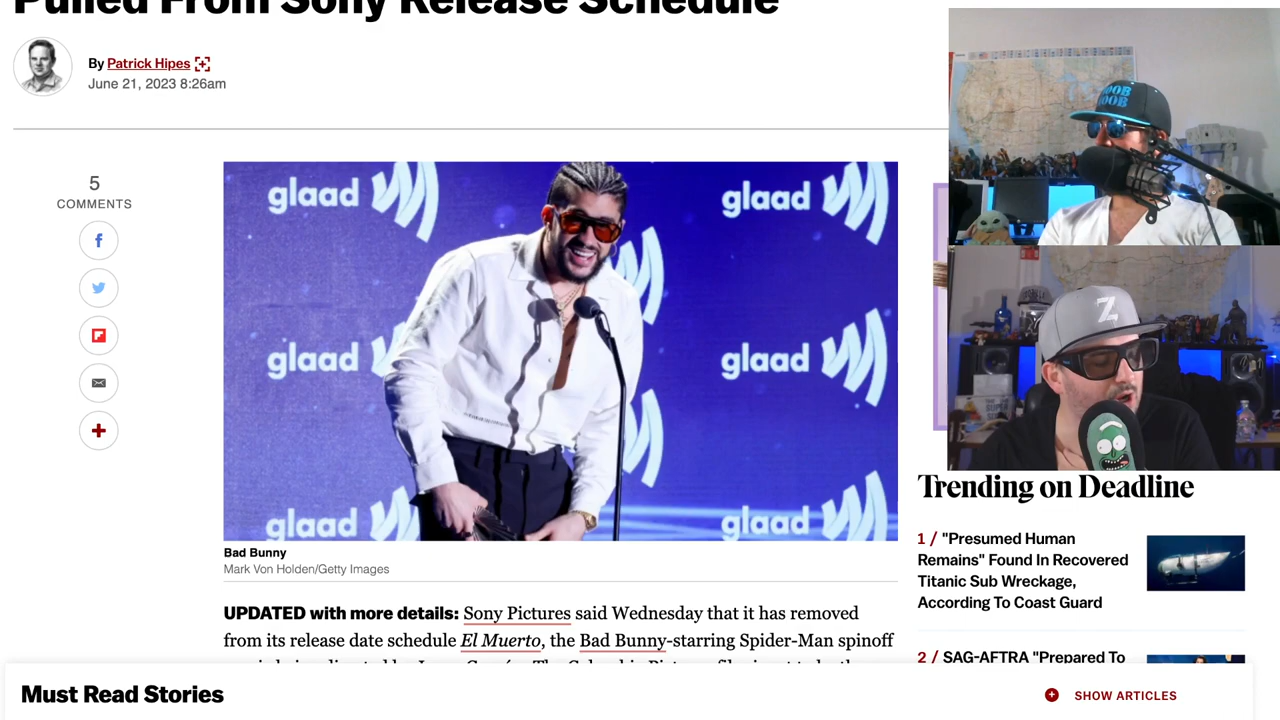 Pulled From Sony Release Schedule
By Patrick Hipes
June 21, 2023 8:26am
5
COMMENTS
glaad
glaad
glaad
glaad
glaad
glaad
Bad Bunny
Mark Von Holden/Getty Images
UPDATED with more details: Sony Pictures said Wednesday that it has removed
from its release date schedule El Muerto, the Bad Bunny-starring Spider-Man spinoff
Z
Trending on Deadline
1 / "Presumed Human
Remains" Found In Recovered
Titanic Sub Wreckage,
According To Coast Guard
2 / SAG-AFTRA "Prepared To
Must Read Stories
SHOW ARTICLES